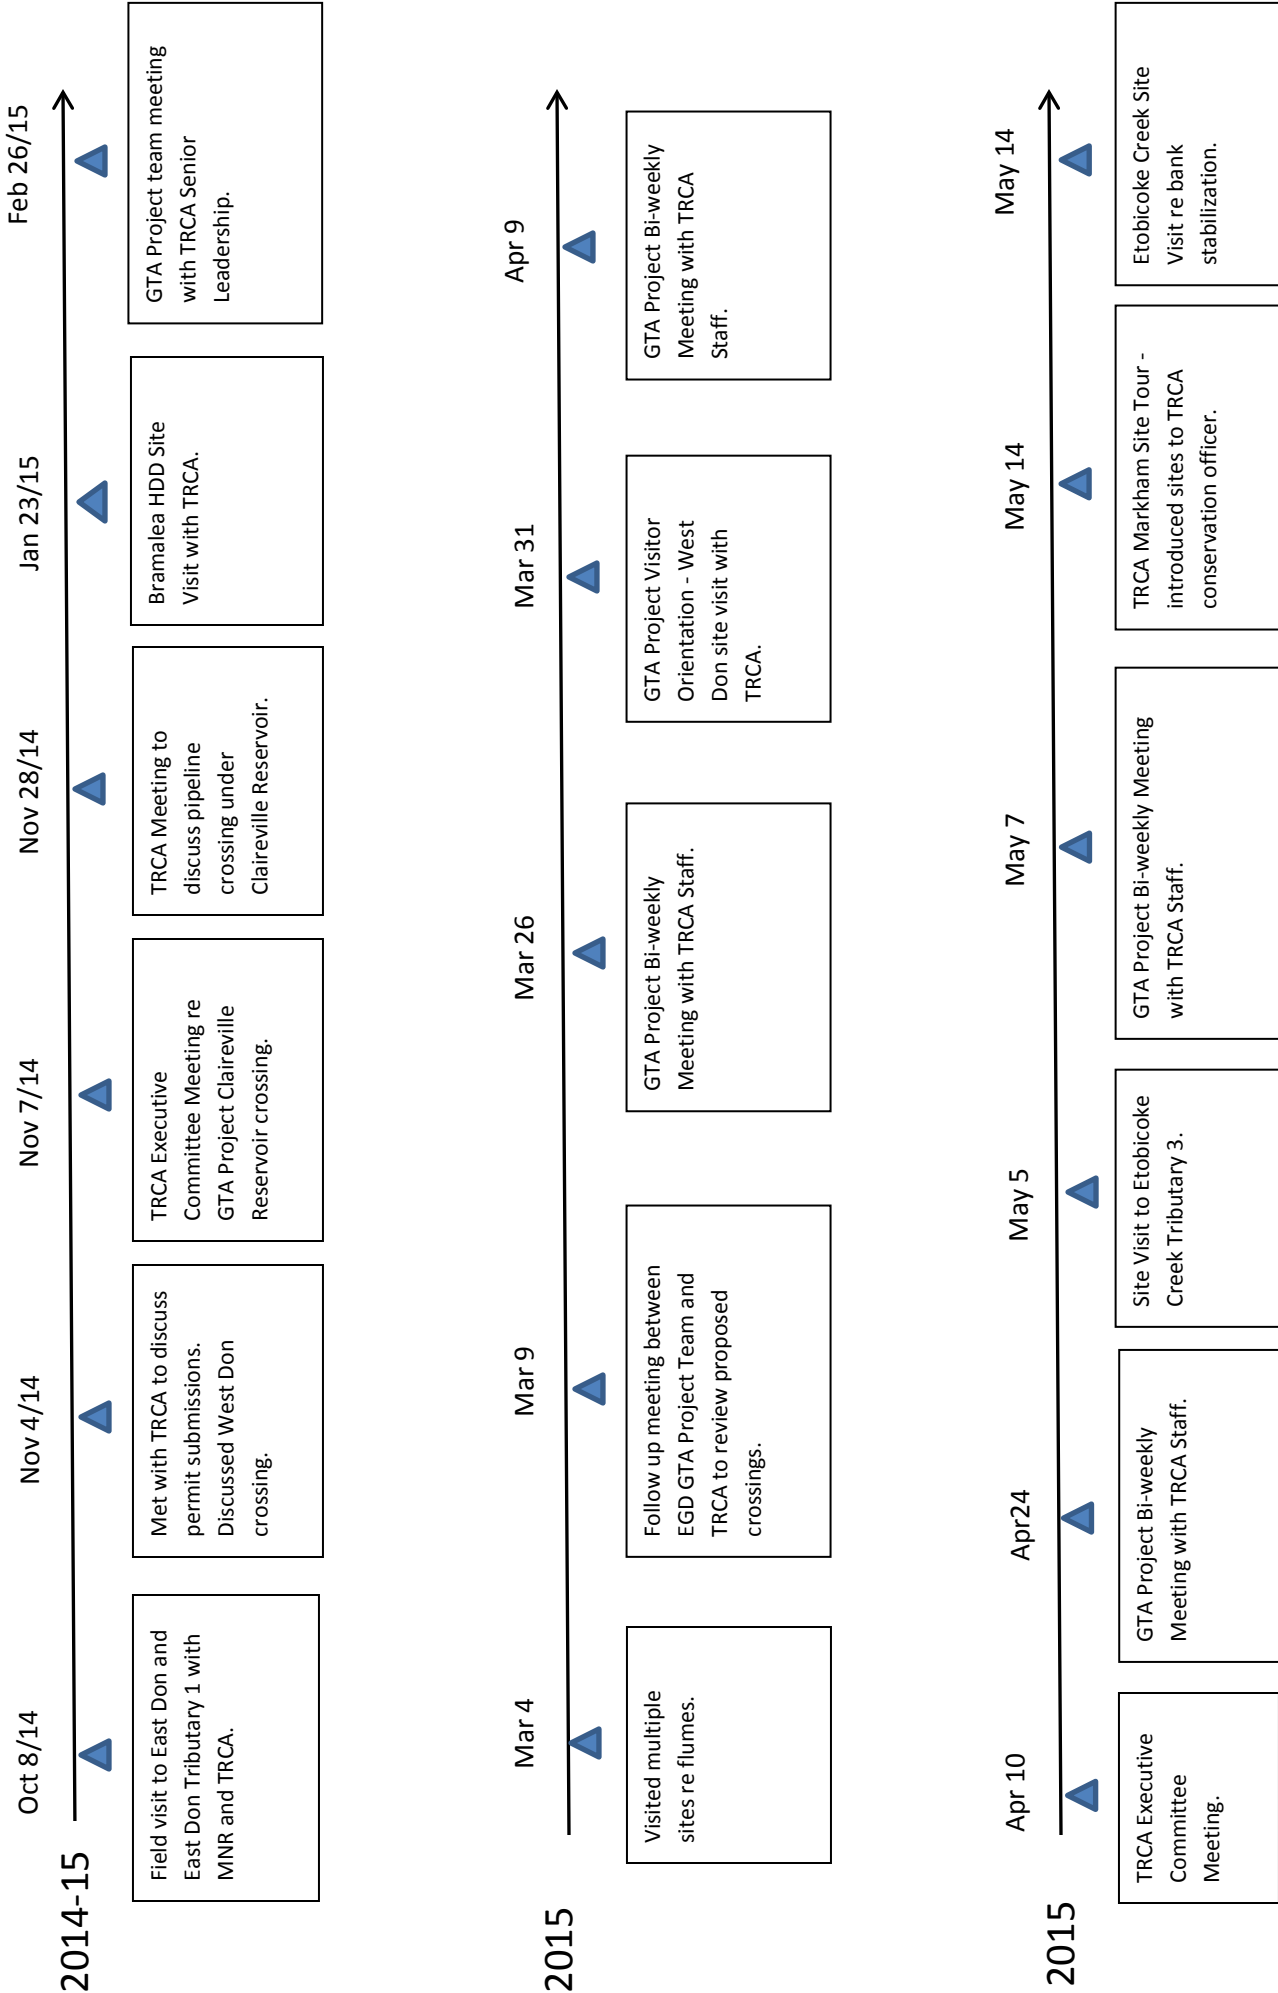 2014-15
Oct 8/14
Field visit to East Don and
East Don Tributary 1 with
MNR and TRCA.
Nov 4/14
Met with TRCA to discuss
permit submissions.
Discussed West Don
crossing.
Nov 7/14
TRCA Executive
Committee Meeting re
GTA Project Claireville
Reservoir crossing.
Nov 28/14
TRCA Meeting to
discuss pipeline
crossing under
Claireville Reservoir.
Jan 23/15
Bramalea HDD Site
Visit with TRCA.
Feb 26/15
GTA Project team meeting
with TRCA Senior
Leadership.
2015
Mar 4
Visited multiple
sites re flumes.
Mar 9
Follow up meeting between
EGD GTA Project Team and
TRCA to review proposed
crossings.
Mar 26
GTA Project Bi-weekly
Meeting with TRCA Staff.
Mar 31
GTA Project Visitor
Orientation - West
Don site visit with
TRCA.
Apr 9
GTA Project Bi-weekly
Meeting with TRCA
Staff.
2015
Apr 10
TRCA Executive
Committee
Meeting.
Apr24
GTA Project Bi-weekly
Meeting with TRCA Staff.
May 5
Site Visit to Etobicoke
Creek Tributary 3.
May 7
GTA Project Bi-weekly Meeting
with TRCA Staff.
May 14
TRCA Markham Site Tour -
introduced sites to TRCA
conservation officer.
May 14
Etobicoke Creek Site
Visit re bank
stabilization.